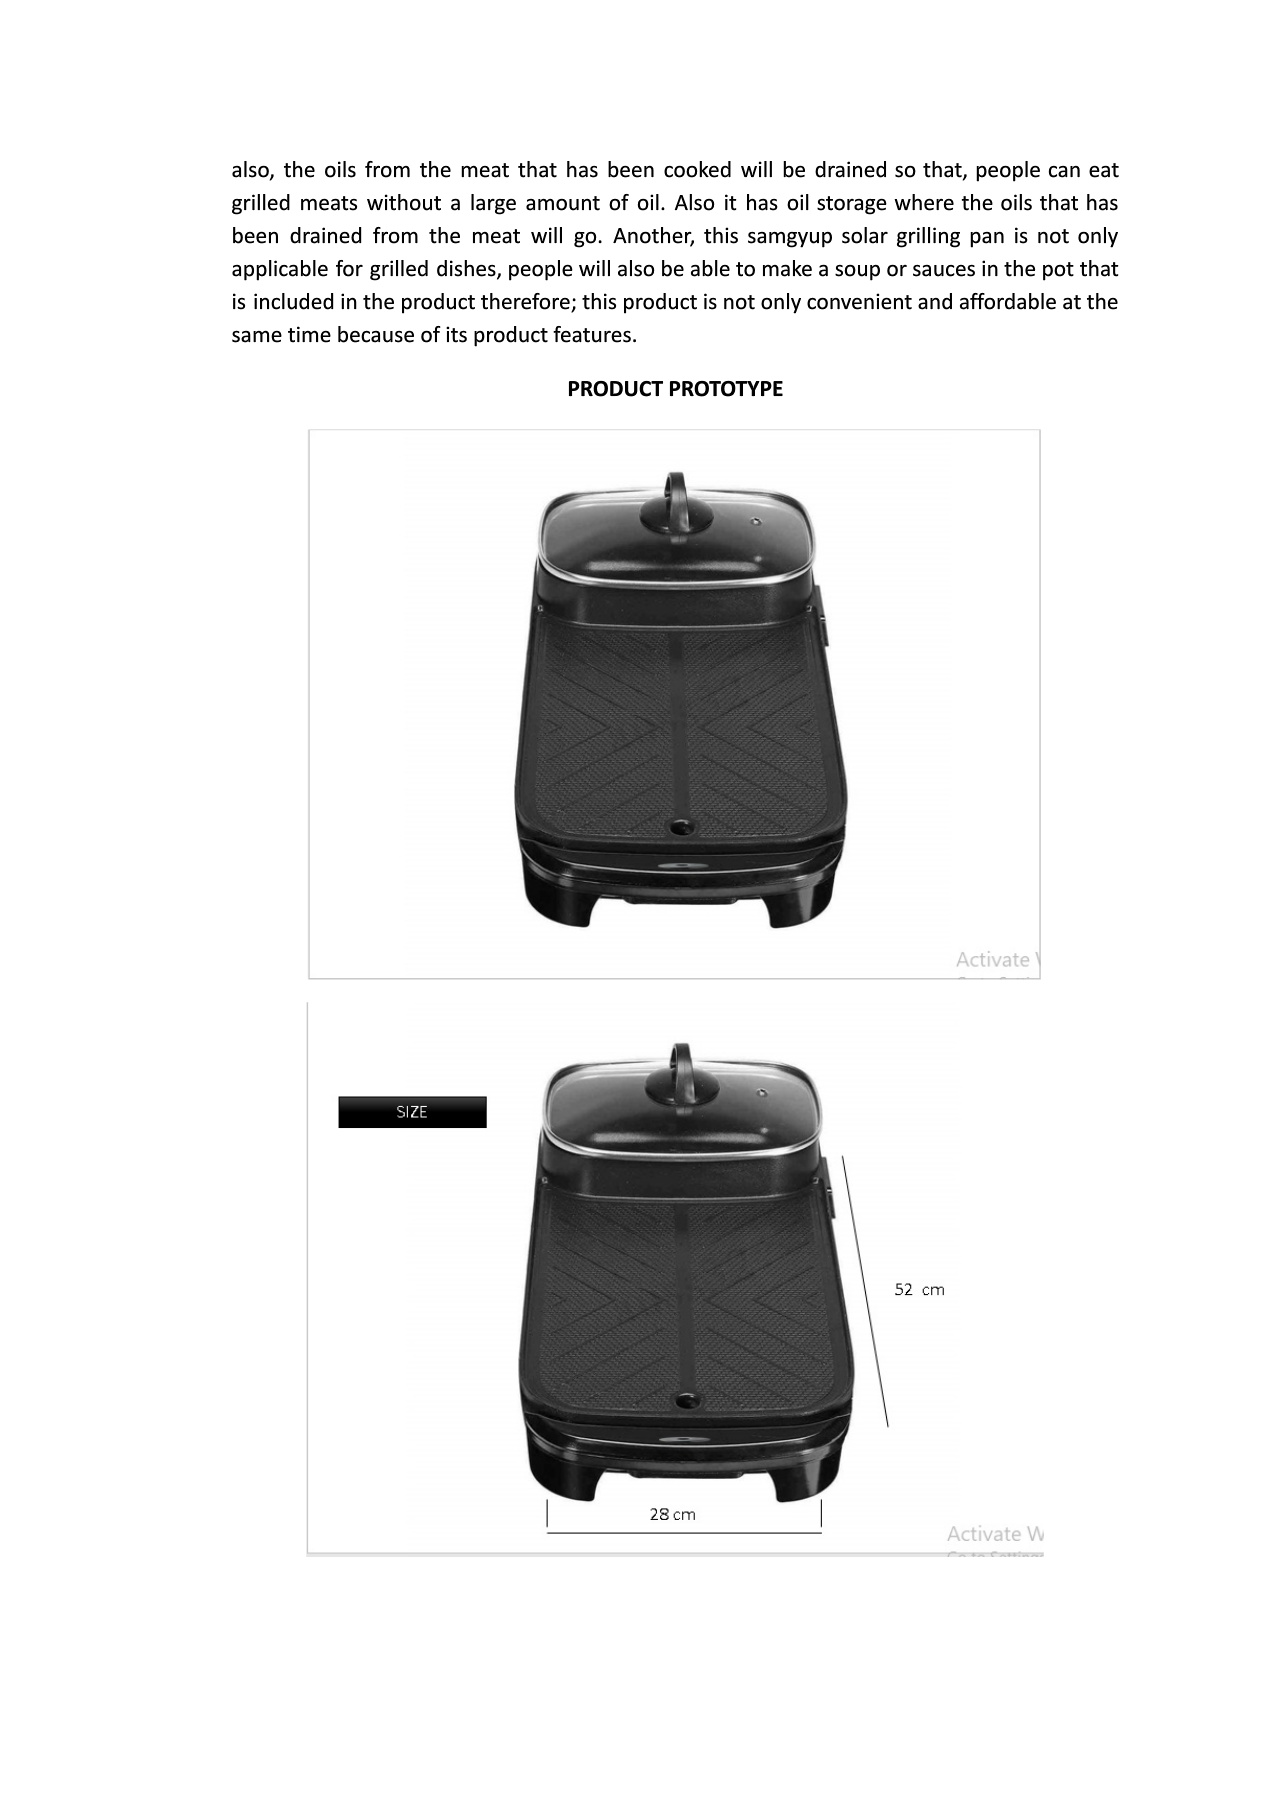 also, the oils from the meat that has been cooked will be drained so that, people can eat
grilled meats without a large amount of oil. Also it has oil storage where the oils that has
been drained from the meat will go. Another, this samgyup solar grilling pan is not only
applicable for grilled dishes, people will also be able to make a soup or sauces in the pot that
is included in the product therefore; this product is not only convenient and affordable at the
same time because of its product features.
PRODUCT PROTOTYPE
Activate
SIZE
52 cm
28 cm
Activate W